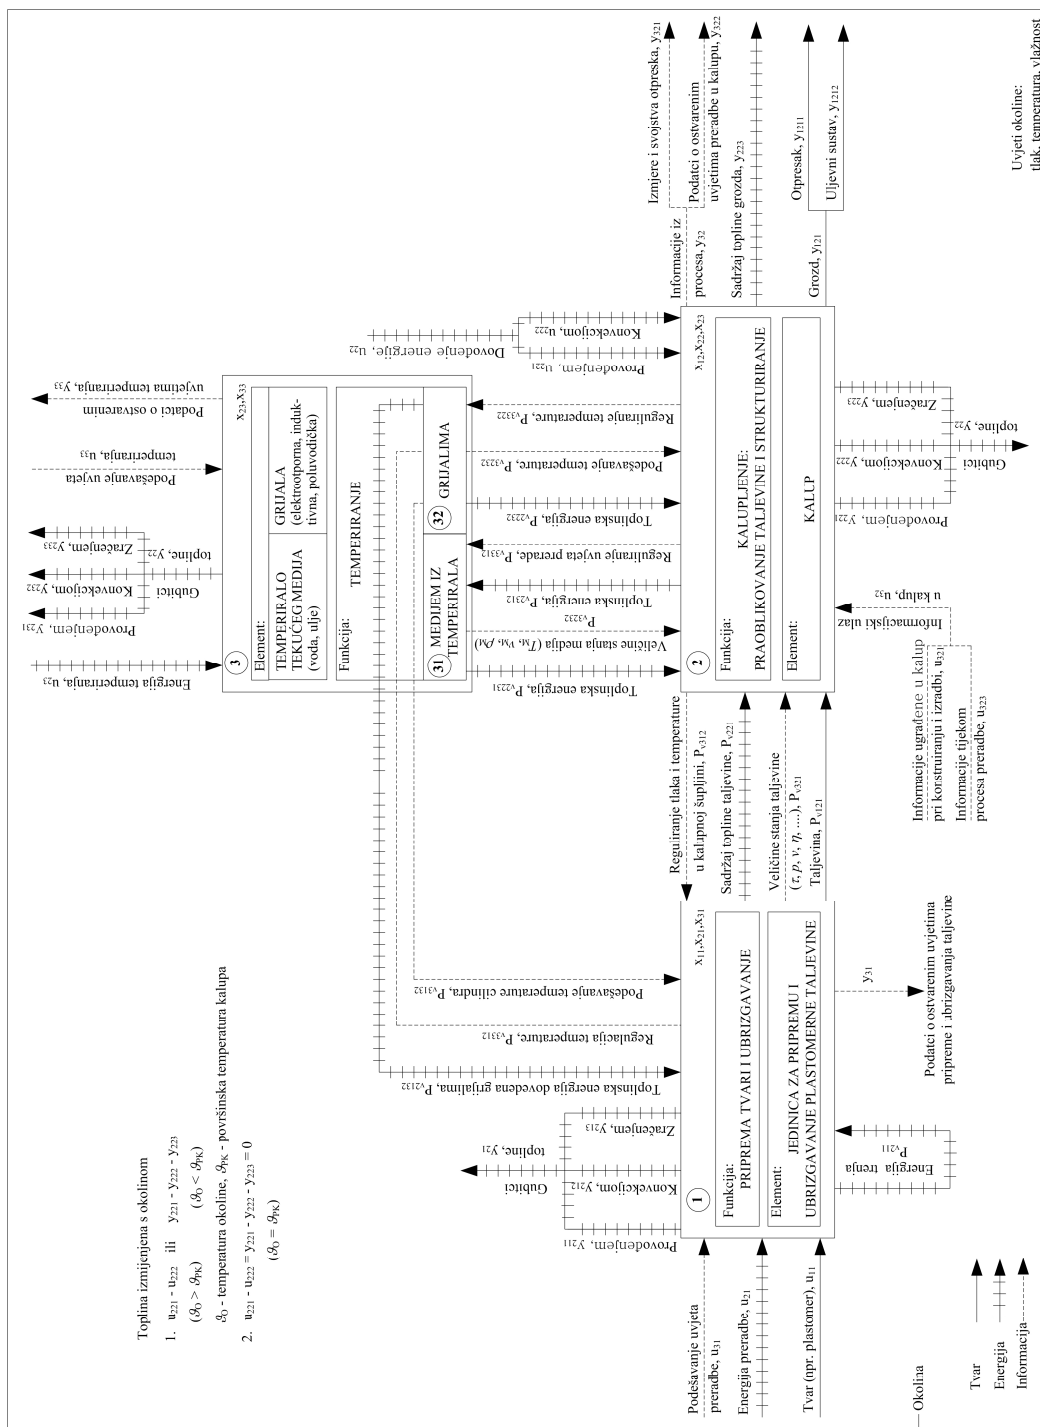 Toplina izmijenjena s okolinom
1. u221 - u222 ili y221 - y222 - y223
(ϑO > ϑPK) (ϑO < ϑPK)
ϑO - temperatura okoline, ϑPK - površinska temperatura kalupa
2. u221 - u222 = y221 - y222 - y223 = 0
(ϑO = ϑPK)
Energija temperiranja, u23
Provođenjem, y231
Konvekcijom, y232
Zračenjem, y233
Gubitci
topline, y22
Podešavanje uvjeta
temperiranja, u33
Podatci o ostvarenim
uvjetima temperiranja, y33
3
x23,x33
Element:
TEMPERIRALO
TEKUĆEG MEDIJA
(voda, ulje)
GRIJALA
(elektrootporna, induk-
tivna, poluvodička)
Funkcija:
TEMPERIRANJE
31
MEDIJEM IZ
TEMPERIRALA
32
GRIJALIMA
Dovođenje energije, u22
Provođenjem, u221
Konvekcijom, u222
Toplinska energija, Pv2231
Veličine stanja medija (TM, vM, ρM)
Pv3232
Toplinska energija, Pv2312
Reguliranje uvjeta prerade, Pv3312
Toplinska energija, Pv2232
Podešavanje temperature, Pv3232
Reguliranje temperature, Pv3322
Toplinska energija dovedena grijalima, Pv2132
Regulacija temperature, Pv3312
Podešavanje temperature cilindra, Pv3132
Gubitci
topline, y21
Provođenjem, y211
Konvekcijom, y212
Zračenjem, y213
Podešavanje uvjeta
preradbe, u31
Energija preradbe, u21
Tvar (npr. plastomer), u11
1
x11,x21,x31
Funkcija:
PRIPREMA TVARI I UBRIZGAVANJE
Element:
JEDINICA ZA PRIPREMU I
UBRIZGAVANJE PLASTOMERNE TALJEVINE
Energija trenja
Pv211
y31
Podatci o ostvarenim uvjetima
pripreme i ubrizgavanja taljevine
Reguliranje tlaka i temperature
u kalupnoj šupljini, Pv312
Sadržaj topline taljevine, Pv221
Veličine stanja taljevine
(τ, p, v, η, ....), Pv321
Taljevina, Pv121
2
x12,x22,x23
Funkcija:
KALUPLJENJE:
PRAOBLIKOVANJE TALJEVINE I STRUKTURIRANJE
Element:
KALUP
Informacijski ulaz
u kalup, u32
Informacije ugrađene u kalup
pri konstruiranju i izradbi, u321
Informacije tijekom
procesa preradbe, u323
Provođenjem, y221
Konvekcijom, y222
Zračenjem, y223
Gubitci
topline, y22
Informacije iz
procesa, y32
Izmjere i svojstva otpreska, y321
Podatci o ostvarenim
uvjetima preradbe u kalupu, y322
Sadržaj topline grozda, y223
Grozd, y121
Otpresak, y1211
Uljevni sustav, y1212
Uvjeti okoline:
tlak, temperatura, vlažnost
Okolina
Tvar
Energija
Informacija